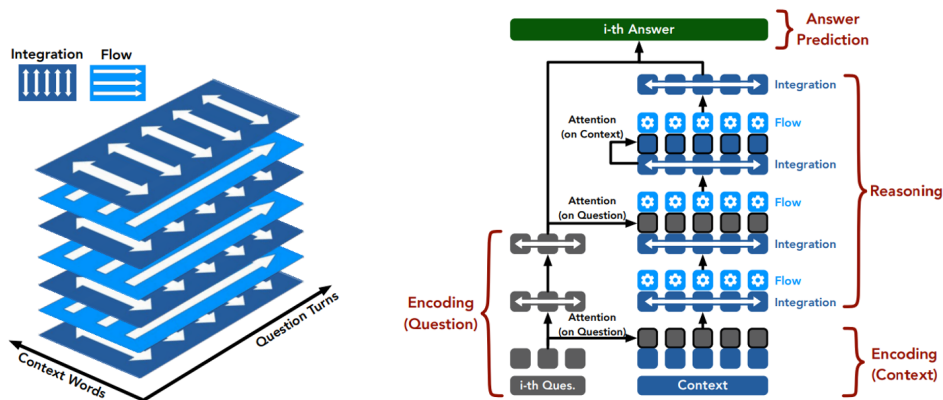 Integration
Flow
Context Words
Question Turns
i-th Answer
Answer
Prediction
Integration
Attention
(on Context)
Flow
Integration
Attention
(on Question)
Flow
Integration
Reasoning
Flow
Integration
Encoding
(Question)
Attention
(on Question)
i-th Ques.
Context
Encoding
(Context)